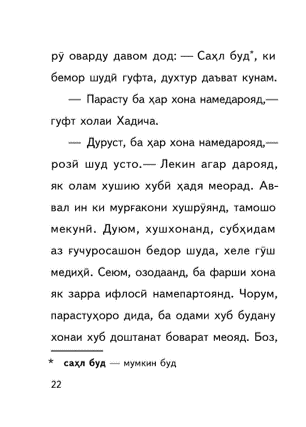 рӯ оварду давом дод: — Саҳл буд*, ки
бемор шудӣ гуфта, духтур даъват кунам.
— Парасту ба ҳар хона намедарояд,—
гуфт холаи Хадича.
— Дуруст, ба ҳар хона намедарояд,—
розӣ шуд усто.— Лекин агар дарояд,
як олам хушию хубӣ ҳадя меорад. Ав-
вал ин ки мурғакони хушрӯянд, тамошо
мекунӣ. Дуюм, хушхонанд, субҳидам
аз ғучуросашон бедор шуда, хеле гӯш
медиҳӣ. Сеюм, озодаанд, ба фарши хона
як зарра ифлосӣ намепартоянд. Чорум,
парастуҳоро дида, ба одами хуб будану
хонаи хуб доштанат боварат меояд. Боз,
* саҳл буд — мумкин буд
22